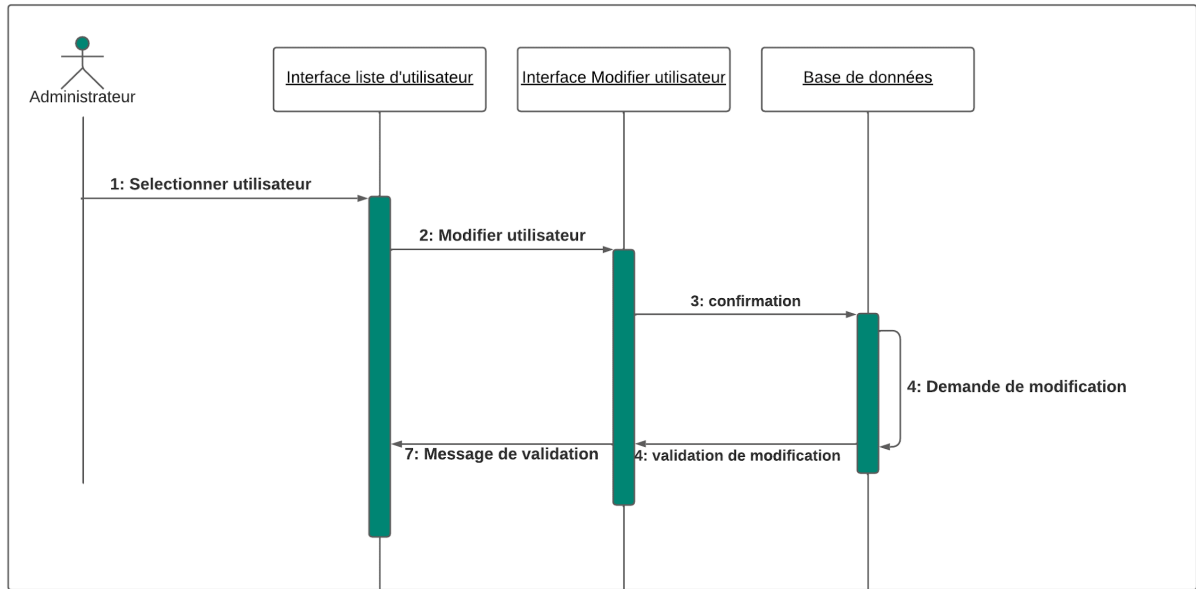 Administrateur
Interface liste d'utilisateur
Interface Modifier utilisateur
Base de données
1: Selectionner utilisateur
2: Modifier utilisateur
3: confirmation
4: Demande de modification
7: Message de validation
4: validation de modification